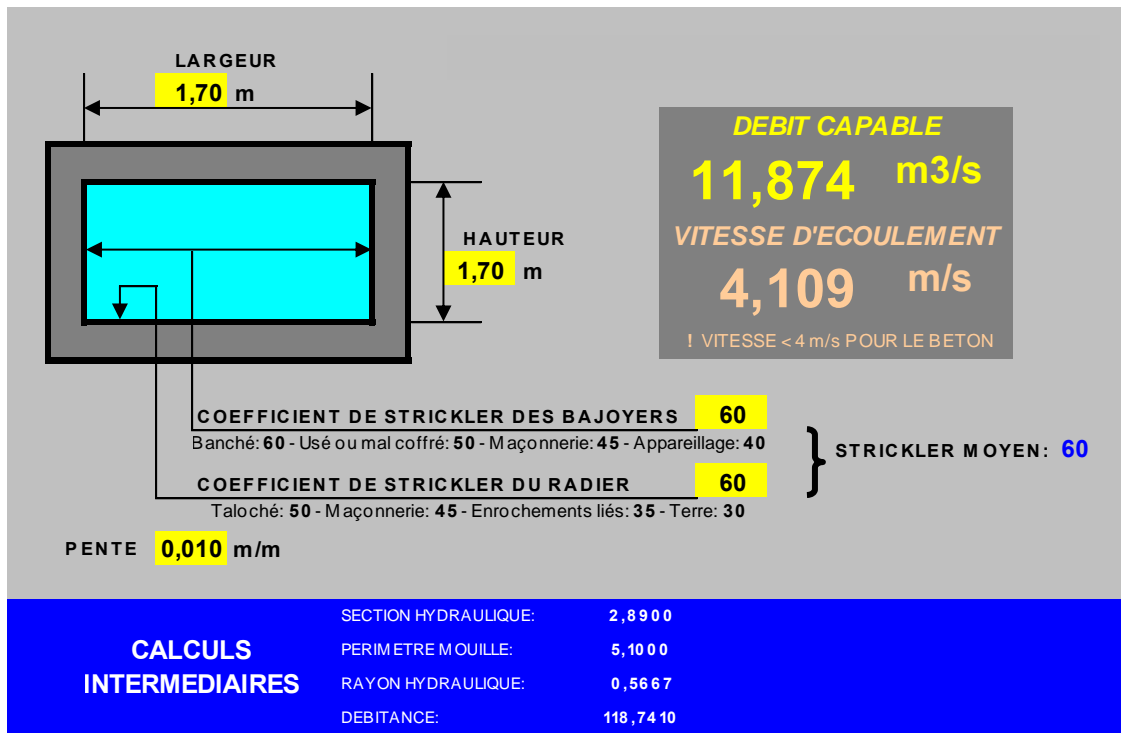 LARGEUR
1,70 m
HAUTEUR
1,70 m
DEBIT CAPABLE
11,874 m3/s
VITESSE D'ECOULEMENT
4,109 m/s
! VITESSE < 4 m/s POUR LE BETON
COEFFICIENT DE STRICKLER DES BAJOYERS 60
Banché: 60 - Usé ou mal coffré: 50 - Maçonnerie: 45 - Appareillage: 40
STRICKLER MOYEN: 60
COEFFICIENT DE STRICKLER DU RADIER 60
Taloché: 50 - Maçonnerie: 45 - Enrochements liés: 35 - Terre: 30
PENTE 0,010 m/m
CALCULS
INTERMEDIAIRES
SECTION HYDRAULIQUE: 2,8900
PERIMETRE MOUILLE: 5,1000
RAYON HYDRAULIQUE: 0,5667
DEBITANCE: 118,7410